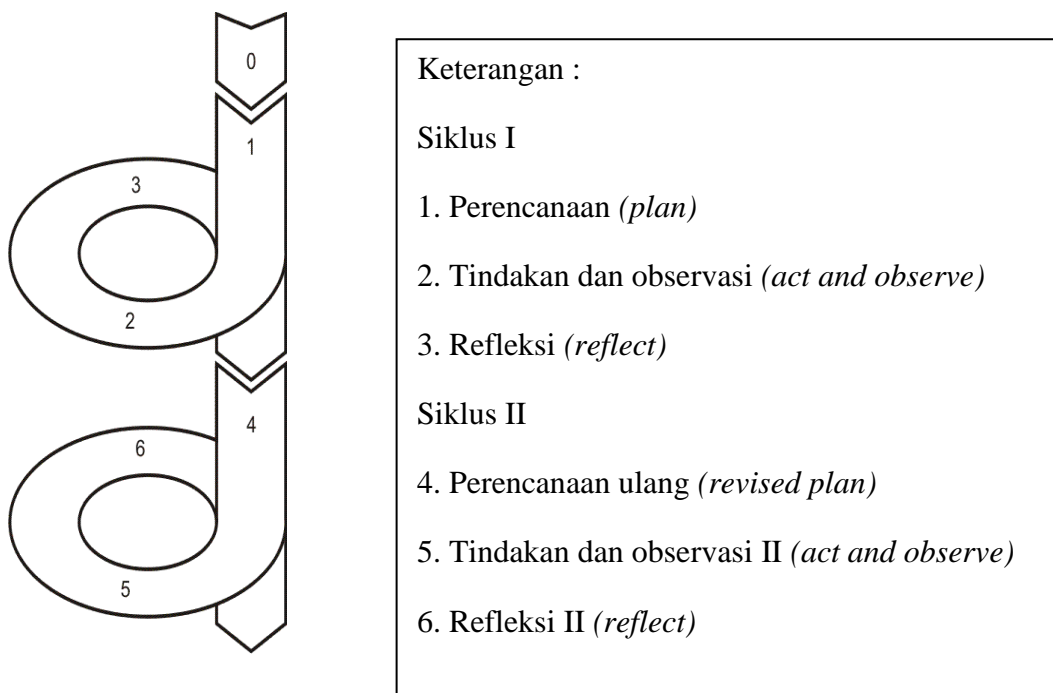 0
1
3
2
4
6
5
Keterangan :
Siklus I
1. Perencanaan (plan)
2. Tindakan dan observasi (act and observe)
3. Refleksi (reflect)
Siklus II
4. Perencanaan ulang (revised plan)
5. Tindakan dan observasi II (act and observe)
6. Refleksi II (reflect)